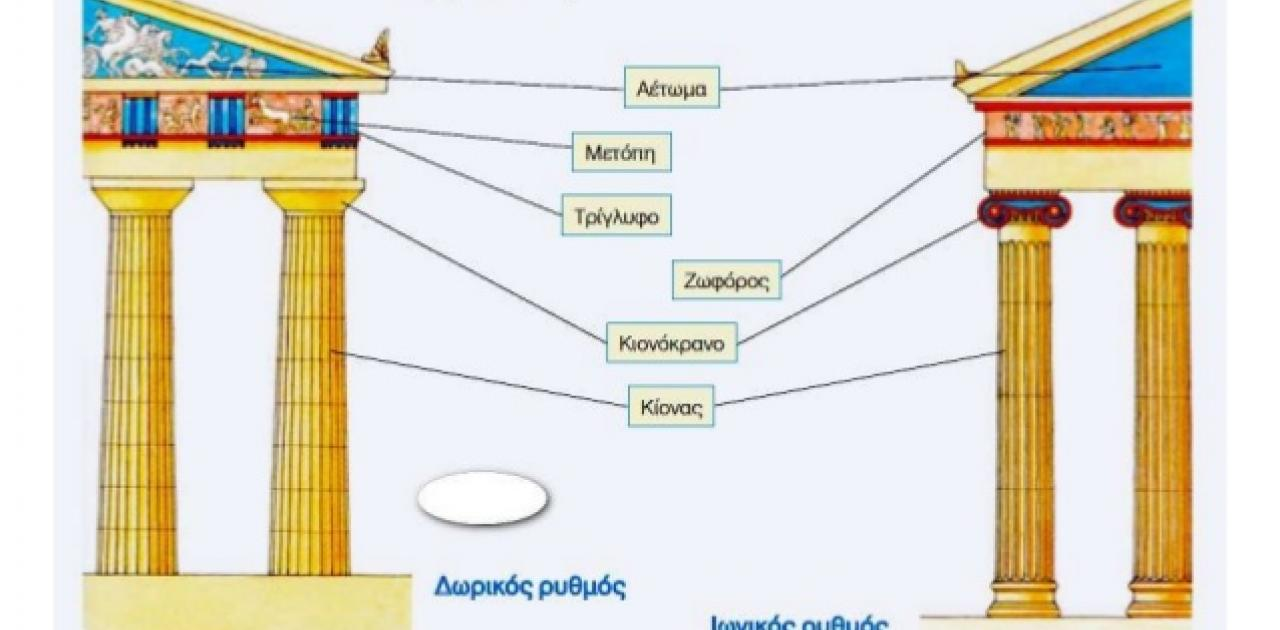 Αέτωμα
Μετόπη
Τρίγλυφο
Ζωφόρος
Κιονόκρανο
Κίονας
Δωρικός ρυθμός
Ιωνικός ρυθμός